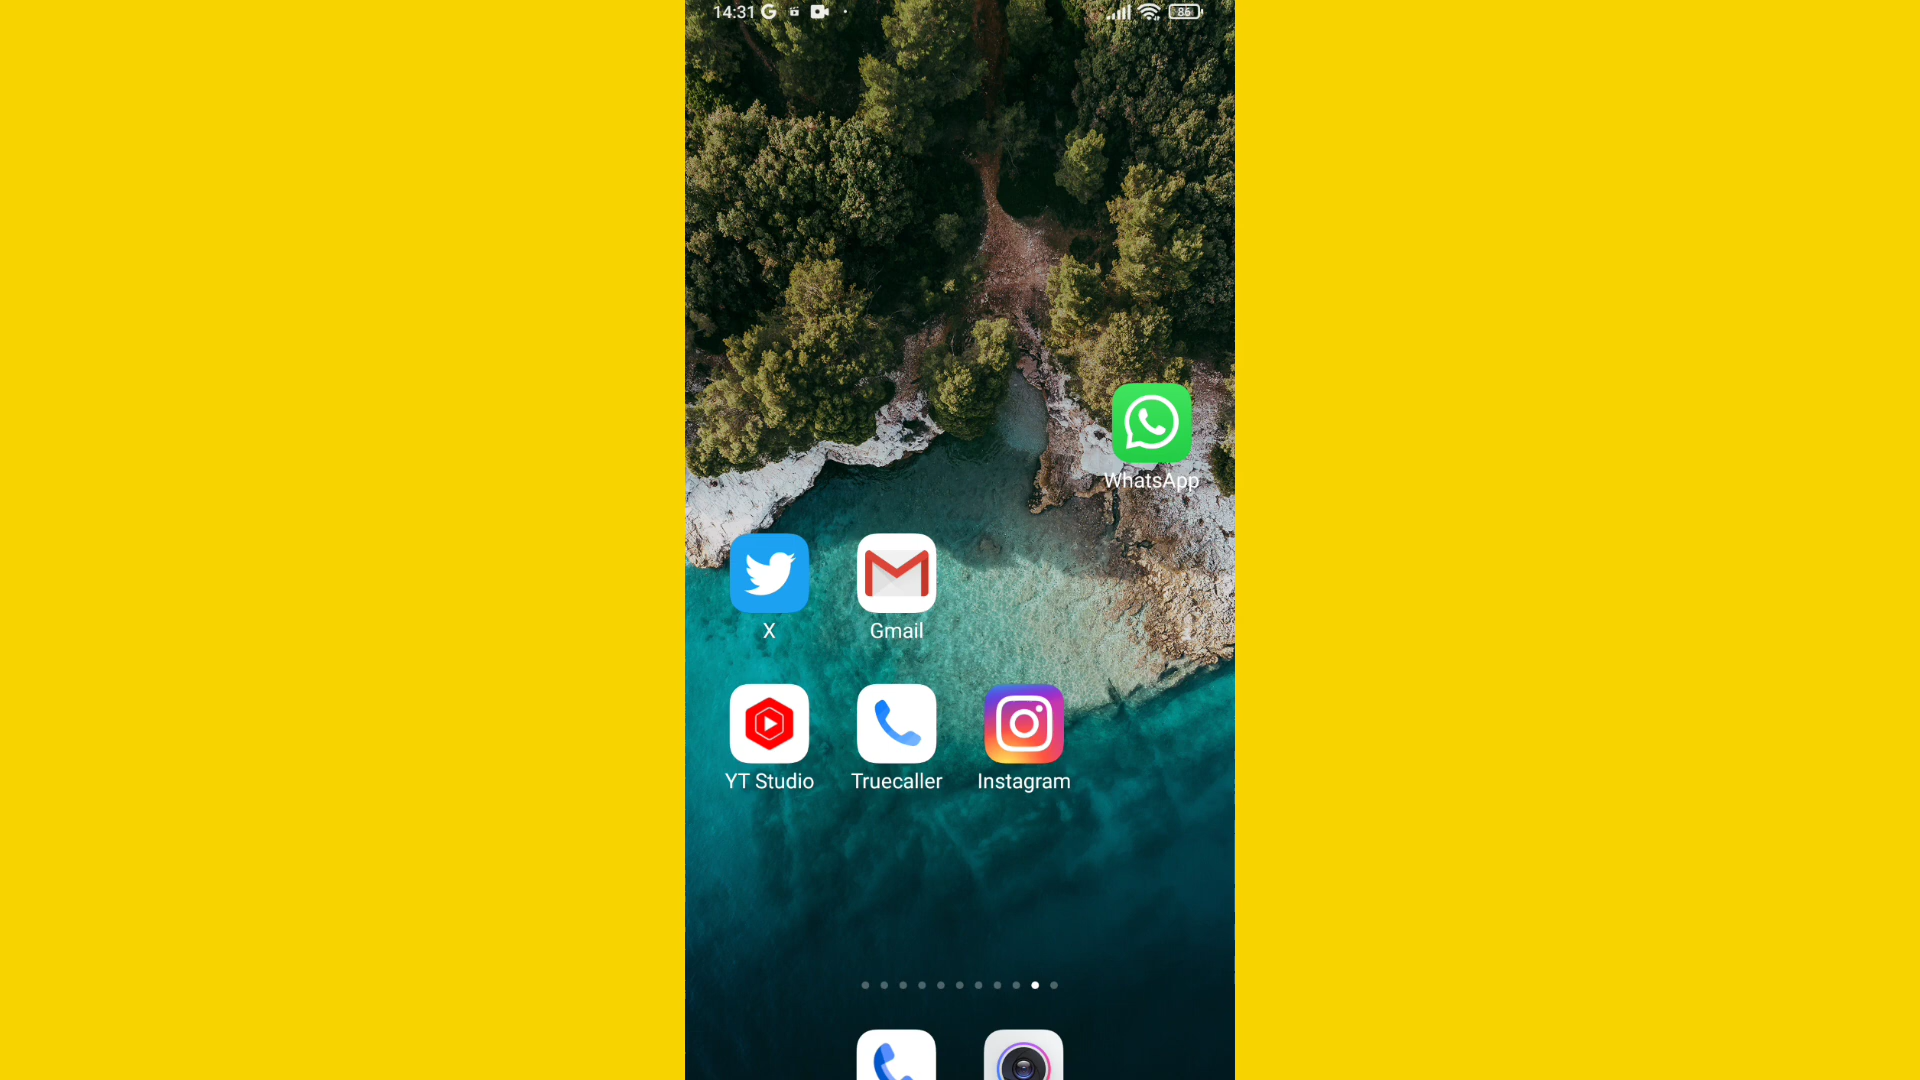 14:31
86
WhatsApp
X
Gmail
YT Studio
Truecaller
Instagram